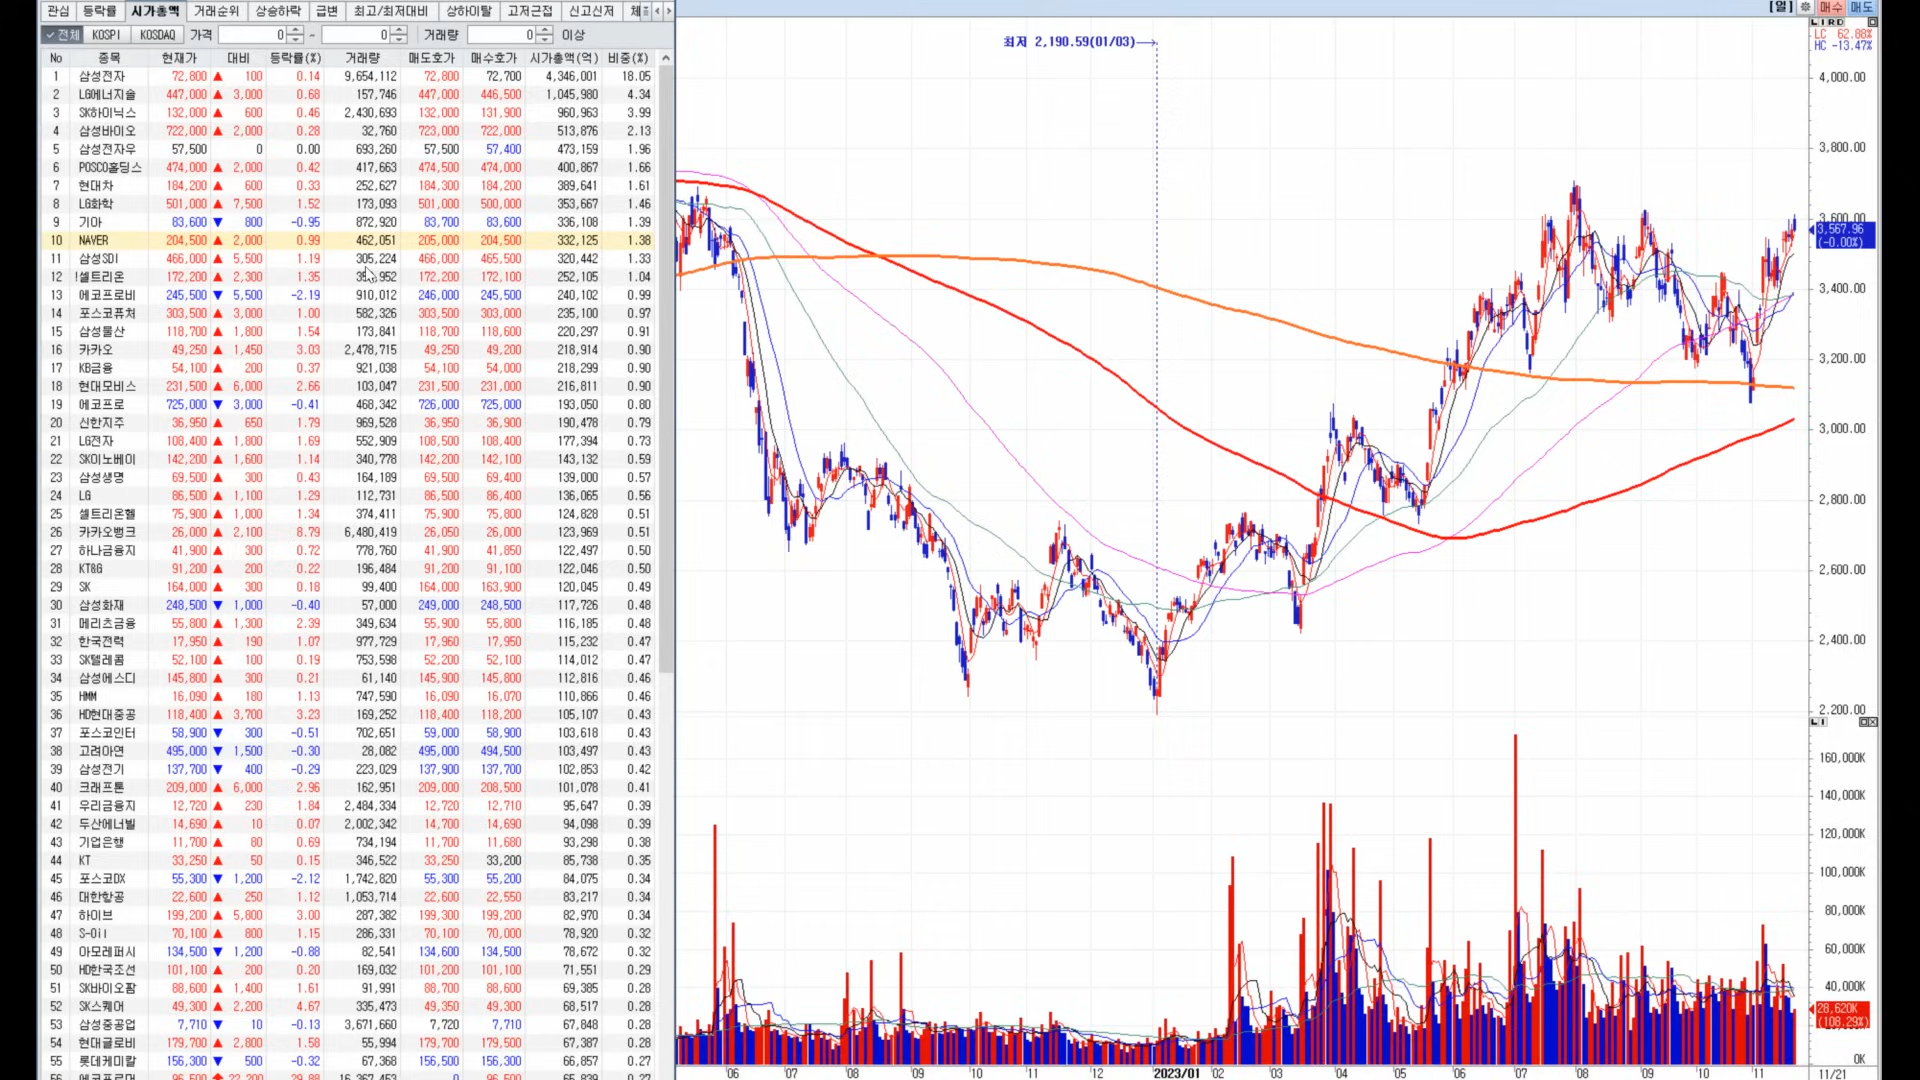 관심 등락률 시가총액 거래순위 상승하락 급변 최고/최저대비 상하이탈 고저근접 신고신저
전체 KOSPI KOSDAQ 가격 0 ~ 0 거래량 0 이상
No 종목 현재가 대비 등락률(%) 거래량 매도호가 매수호가 시가총액(억) 비중(%)
1 삼성전자 72,800 ▲ 100 0.14 9,654,112 72,800 72,700 4,346,001 18.05
2 LG에너지솔 447,000 ▲ 3,000 0.68 157,746 447,000 446,500 1,045,980 4.34
3 SK하이닉스 132,000 ▲ 600 0.46 2,430,693 132,000 131,900 960,963 3.99
4 삼성바이오 722,000 ▲ 2,000 0.28 32,760 723,000 722,000 513,876 2.13
5 삼성전자우 57,500 0 0.00 693,260 57,500 57,400 473,159 1.96
6 POSCO홀딩스 474,000 ▲ 2,000 0.42 417,663 474,500 474,000 400,867 1.66
7 현대차 184,200 ▲ 600 0.33 252,627 184,300 184,200 389,641 1.61
8 LG화학 501,000 ▲ 7,500 1.52 173,093 501,000 500,000 353,667 1.46
9 기아 83,600 ▼ 800 -0.95 872,920 83,700 83,600 336,108 1.39
10 NAVER 204,500 ▲ 2,000 0.99 462,051 205,000 204,500 332,125 1.38
11 삼성SDI 466,000 ▲ 5,500 1.19 305,224 466,000 465,500 320,442 1.33
12 !셀트리온 172,200 ▲ 2,300 1.35 172,200 172,100 252,105 1.04
13 에코프로비 245,500 ▼ 5,500 -2.19 910,012 246,000 245,500 240,102 0.99
14 포스코퓨처 303,500 ▲ 3,000 1.00 582,326 303,500 303,000 235,100 0.97
15 삼성물산 118,700 ▲ 1,800 1.54 173,841 118,700 118,600 220,297 0.91
16 카카오 49,250 ▲ 1,450 3.03 2,478,715 49,250 49,200 218,914 0.90
17 KB금융 54,100 ▲ 200 0.37 921,038 54,100 54,000 218,299 0.90
18 현대모비스 231,500 ▲ 6,000 2.66 103,047 231,500 231,000 216,811 0.90
19 에코프로 725,000 ▼ 3,000 -0.41 468,342 726,000 725,000 193,050 0.80
20 신한지주 36,950 ▲ 650 1.79 969,528 36,950 36,900 190,478 0.79
21 LG전자 108,400 ▲ 1,800 1.69 552,909 108,500 108,400 177,394 0.73
22 SK이노베이 142,200 ▲ 1,600 1.14 340,778 142,200 142,100 143,132 0.59
23 삼성생명 69,500 ▲ 300 0.43 164,189 69,500 69,400 139,000 0.57
24 LG 86,500 ▲ 1,100 1.29 112,731 86,500 86,400 136,065 0.56
25 셀트리온헬 75,900 ▲ 1,000 1.34 374,411 75,900 75,800 124,828 0.51
26 카카오뱅크 26,000 ▲ 2,100 8.79 6,480,419 26,050 26,000 123,969 0.51
27 하나금융지 41,900 ▲ 300 0.72 778,760 41,900 41,850 122,497 0.50
28 KT&G 91,200 ▲ 200 0.22 196,484 91,200 91,100 122,046 0.50
29 SK 164,000 ▲ 300 0.18 99,400 164,000 163,900 120,045 0.49
30 삼성화재 248,500 ▼ 1,000 -0.40 57,000 249,000 248,500 117,726 0.48
31 메리츠금융 55,800 ▲ 1,300 2.39 349,634 55,900 55,800 116,185 0.48
32 한국전력 17,950 ▲ 190 1.07 977,729 17,960 17,950 115,232 0.47
33 SK텔레콤 52,100 ▲ 100 0.19 753,598 52,200 52,100 114,012 0.47
34 삼성에스디 145,800 ▲ 300 0.21 61,140 145,900 145,800 112,816 0.46
35 HMM 16,090 ▲ 180 1.13 747,590 16,090 16,070 110,866 0.46
36 HD현대중공 118,400 ▲ 3,700 3.23 169,252 118,400 118,200 105,107 0.43
37 포스코인터 58,900 ▼ 300 -0.51 702,651 59,000 58,900 103,618 0.43
38 고려아연 495,000 ▼ 1,500 -0.30 28,082 495,000 494,500 103,497 0.43
39 삼성전기 137,700 ▼ 400 -0.29 223,029 137,900 137,700 102,853 0.42
40 크래프톤 209,000 ▲ 6,000 2.96 162,951 209,000 208,500 101,078 0.41
41 우리금융지 12,720 ▲ 230 1.84 2,484,334 12,720 12,710 95,647 0.39
42 두산에너빌 14,690 ▲ 10 0.07 2,002,342 14,700 14,690 94,098 0.39
43 기업은행 11,700 ▲ 80 0.69 734,194 11,700 11,680 93,298 0.38
44 KT 33,250 ▲ 50 0.15 346,522 33,250 33,200 85,738 0.35
45 포스코DX 55,300 ▼ 1,200 -2.12 1,742,820 55,300 55,200 84,075 0.34
46 대한항공 22,600 ▲ 250 1.12 1,053,714 22,600 22,550 83,217 0.34
47 하이브 199,200 ▲ 5,800 3.00 287,382 199,300 199,200 82,970 0.34
48 S-Oil 70,100 ▲ 800 1.15 286,331 70,100 70,000 78,920 0.32
49 아모레퍼시 134,500 ▼ 1,200 -0.88 82,541 134,600 134,500 78,672 0.32
50 HD한국조선 101,100 ▲ 200 0.20 169,032 101,200 101,100 71,551 0.29
51 SK바이오팜 88,600 ▲ 1,400 1.61 91,991 88,700 88,600 69,385 0.28
52 SK스퀘어 49,300 ▲ 2,200 4.67 335,473 49,350 49,300 68,517 0.28
53 삼성중공업 7,710 ▼ 10 -0.13 3,671,660 7,720 7,710 67,848 0.28
54 현대글로비 179,700 ▲ 2,800 1.58 55,994 179,700 179,500 67,387 0.28
55 롯데케미칼 156,300 ▼ 500 -0.32 67,368 156,500 156,300 66,857 0.27
[일] 매수 매도
L I R D
LC 62.88%
HC -13.47%
최저 2,190.59(01/03)→
4,000.00
3,800.00
3,600.00
3,567.96
(-0.00%)
3,400.00
3,200.00
3,000.00
2,800.00
2,600.00
2,400.00
2,200.00
L I
160,000K
140,000K
120,000K
100,000K
80,000K
60,000K
40,000K
28,620K
(108.29%)
0K
06 07 08 09 10 11 12 2023/01 02 03 04 05 06 07 08 09 10 11 11/21